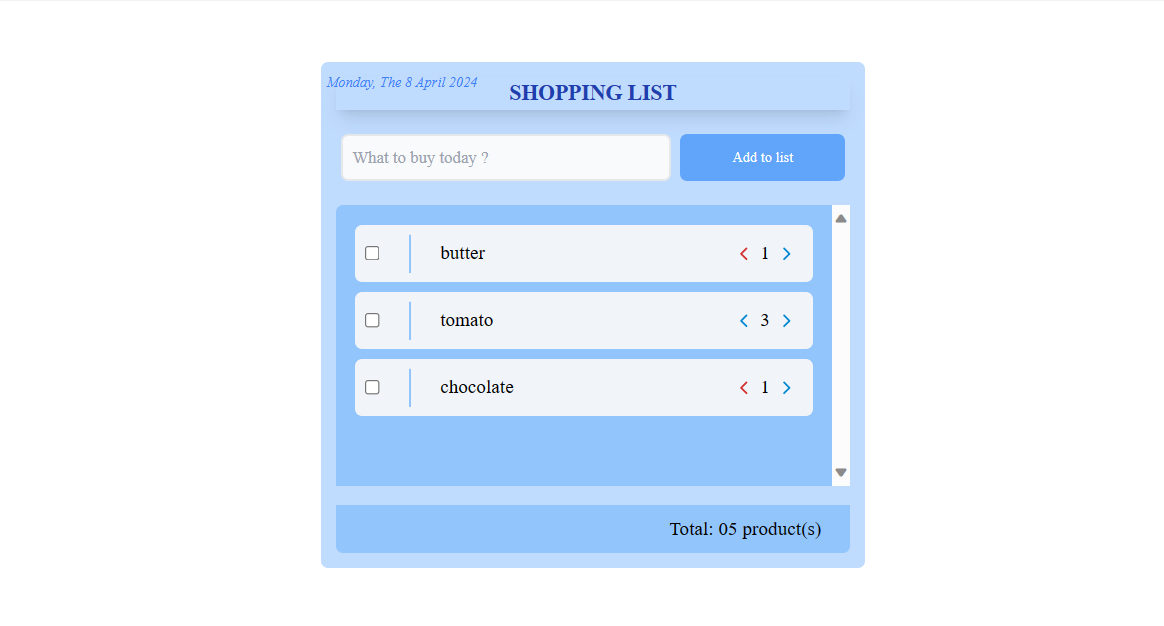 Monday, The 8 April 2024
SHOPPING LIST
What to buy today ?
Add to list
butter
1
tomato
3
chocolate
1
Total: 05 product(s)